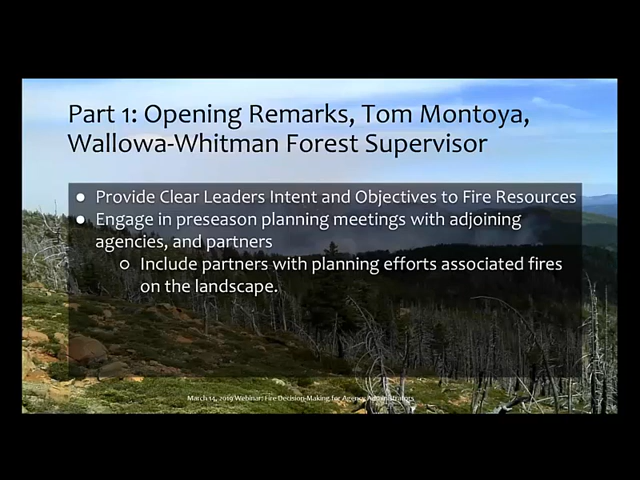 Part 1: Opening Remarks, Tom Montoya,
Wallowa-Whitman Forest Supervisor
● Provide Clear Leaders Intent and Objectives to Fire Resources
● Engage in preseason planning meetings with adjoining
agencies, and partners
○ Include partners with planning efforts associated fires
on the landscape.
March 14, 2019 Webinar: Fire Decision-Making for Agency Administrators